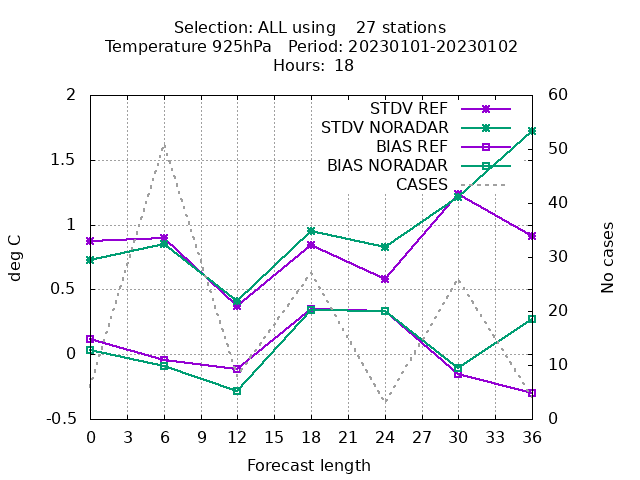 Selection: ALL using    27 stations
Temperature 925hPa   Period: 20230101-20230102
Hours:  18
STDV REF
STDV NORADAR
BIAS REF
BIAS NORADAR
CASES
2
1.5
1
0.5
0
-0.5
deg C
60
50
40
30
20
10
0
No cases
0 3 6 9 12 15 18 21 24 27 30 33 36
Forecast length